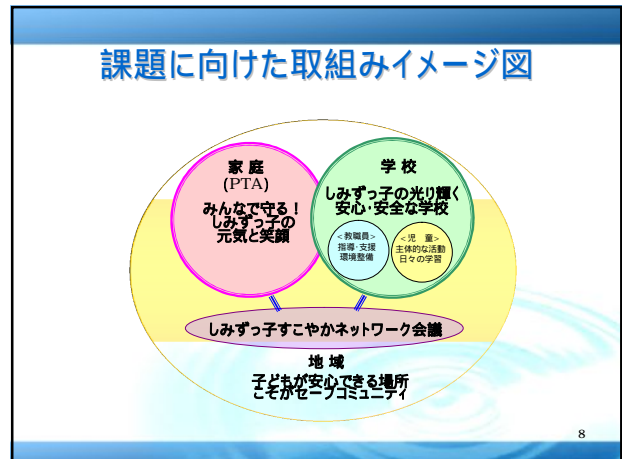 課題に向けた取組みイメージ図
家 庭
(PTA)
みんなで守る！
しみずっ子の
元気と笑顔
学 校
しみずっ子の光り輝く
安心・安全な学校
＜教職員＞
指導・支援
環境整備
＜児　童＞
主体的な活動
日々の学習
しみずっ子すこやかネットワーク会議
地 域
子どもが安心できる場所
こそがセーフコミュニティ
8